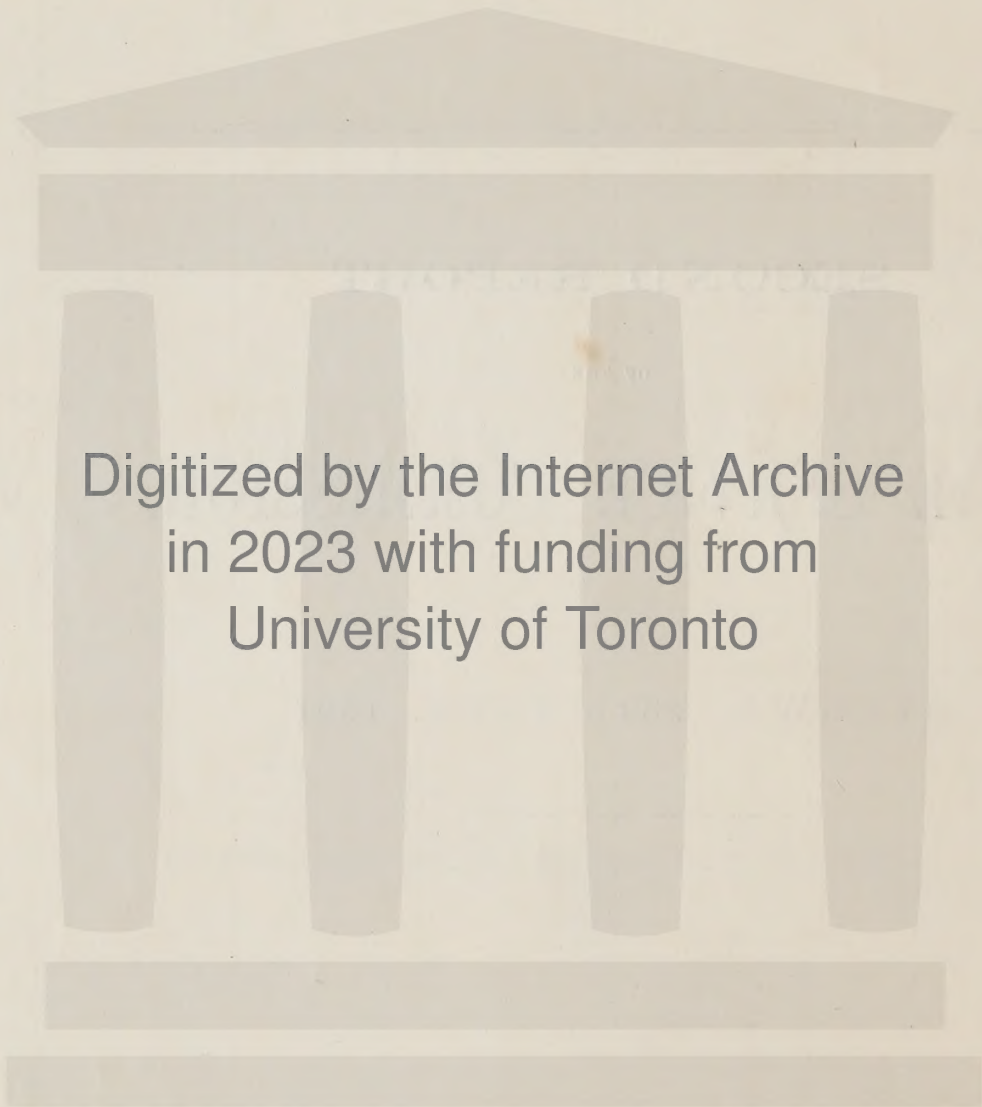 Digitized by the Internet Archive
in 2023 with funding from
University of Toronto